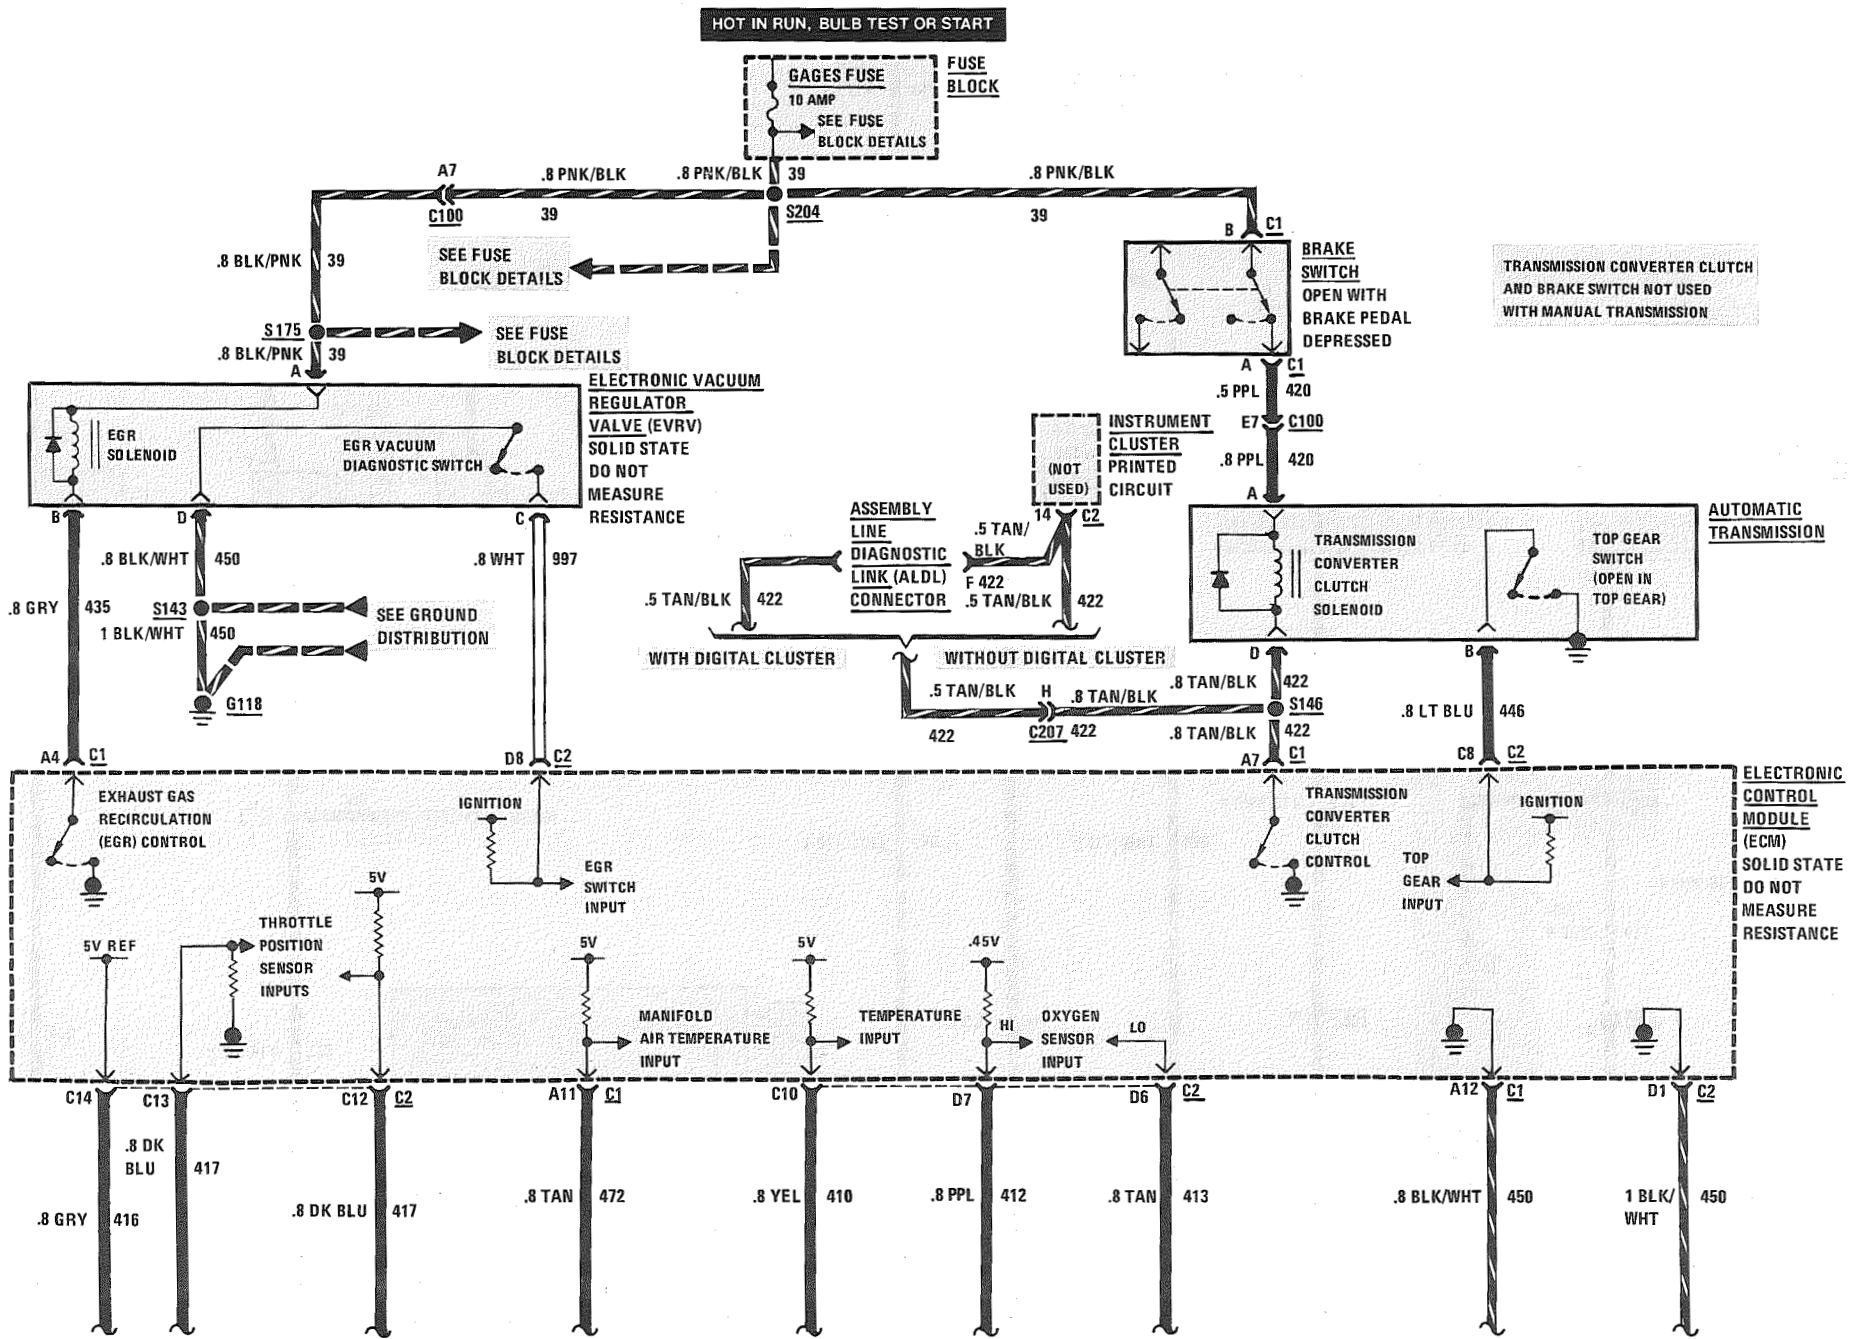 HOT IN RUN, BULB TEST OR START
FUSE
BLOCK
GAGES FUSE
10 AMP
SEE FUSE
BLOCK DETAILS
A7
.8 PNK/BLK
.8 PNK/BLK
39
.8 PNK/BLK
C100
39
S204
39
B
C1
.8 BLK/PNK
39
SEE FUSE
BLOCK DETAILS
BRAKE
SWITCH
OPEN WITH
BRAKE PEDAL
DEPRESSED
TRANSMISSION CONVERTER CLUTCH
AND BRAKE SWITCH NOT USED
WITH MANUAL TRANSMISSION
S175
SEE FUSE
BLOCK DETAILS
.8 BLK/PNK
39
A
A
C1
.5 PPL
420
E7
C100
.8 PPL
420
A
ELECTRONIC VACUUM
REGULATOR
VALVE (EVRV)
SOLID STATE
DO NOT
MEASURE
RESISTANCE
EGR
SOLENOID
EGR VACUUM
DIAGNOSTIC SWITCH
INSTRUMENT
CLUSTER
PRINTED
CIRCUIT
(NOT
USED)
14
C2
ASSEMBLY
LINE
DIAGNOSTIC
LINK (ALDL)
CONNECTOR
.5 TAN/
BLK
F 422
.5 TAN/BLK
422
.5 TAN/BLK
422
AUTOMATIC
TRANSMISSION
TRANSMISSION
CONVERTER
CLUTCH
SOLENOID
TOP GEAR
SWITCH
(OPEN IN
TOP GEAR)
B
D
C
.8 BLK/WHT
450
.8 WHT
997
.8 GRY
435
S143
1 BLK/WHT
450
SEE GROUND
DISTRIBUTION
G118
WITH DIGITAL CLUSTER
WITHOUT DIGITAL CLUSTER
D
B
.5 TAN/BLK
H
.8 TAN/BLK
.8 TAN/BLK
422
S146
422
C207
422
.8 TAN/BLK
422
.8 LT BLU
446
A4
C1
D8
C2
A7
C1
C8
C2
ELECTRONIC
CONTROL
MODULE
(ECM)
SOLID STATE
DO NOT
MEASURE
RESISTANCE
EXHAUST GAS
RECIRCULATION
(EGR) CONTROL
IGNITION
EGR
SWITCH
INPUT
TRANSMISSION
CONVERTER
CLUTCH
CONTROL
TOP
GEAR
INPUT
IGNITION
5V REF
THROTTLE
POSITION
SENSOR
INPUTS
5V
5V
MANIFOLD
AIR TEMPERATURE
INPUT
5V
TEMPERATURE
INPUT
.45V
HI
OXYGEN
SENSOR
INPUT
LO
C14
C13
C12
C2
A11
C1
C10
D7
D6
C2
A12
C1
D1
C2
.8 GRY
416
.8 DK
BLU
417
.8 DK BLU
417
.8 TAN
472
.8 YEL
410
.8 PPL
412
.8 TAN
413
.8 BLK/WHT
450
1 BLK/
WHT
450